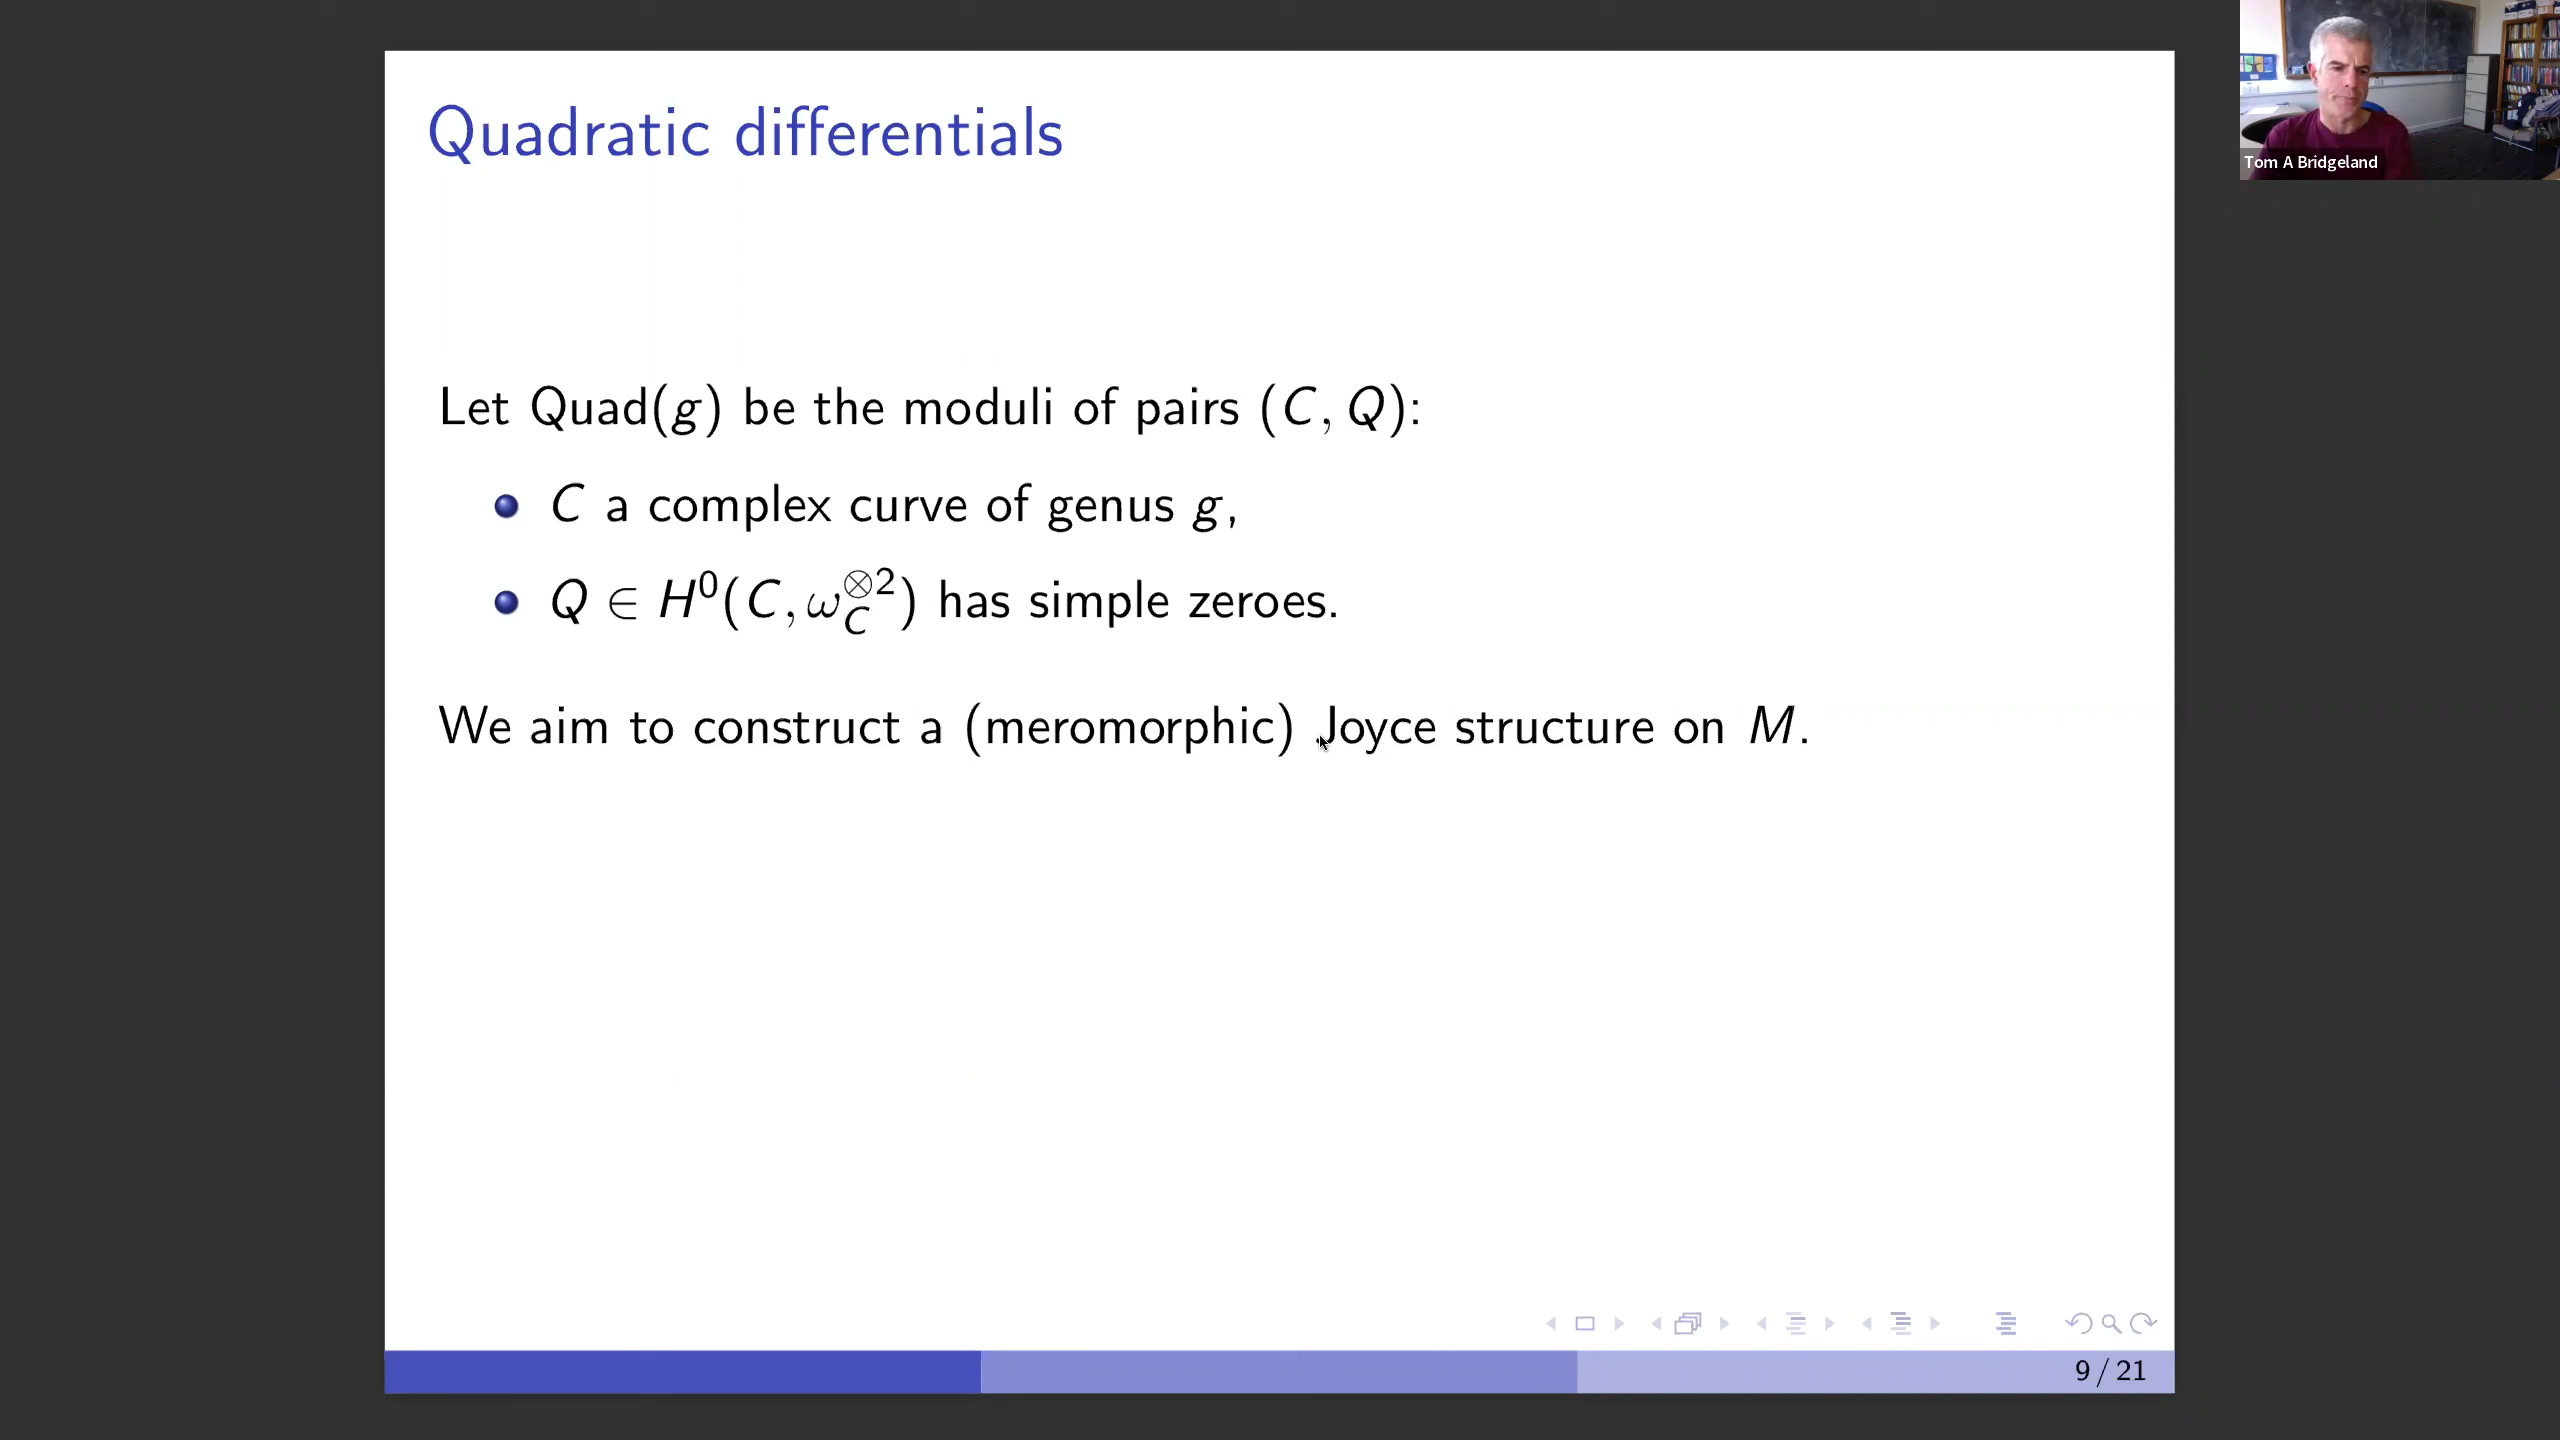 Quadratic differentials
Let Quad(g) be the moduli of pairs (C, Q):
C a complex curve of genus g,
Q ∈ H⁰(C, ω_C^{⊗2}) has simple zeroes.
We aim to construct a (meromorphic) Joyce structure on M.
9 / 21
Tom A Bridgeland